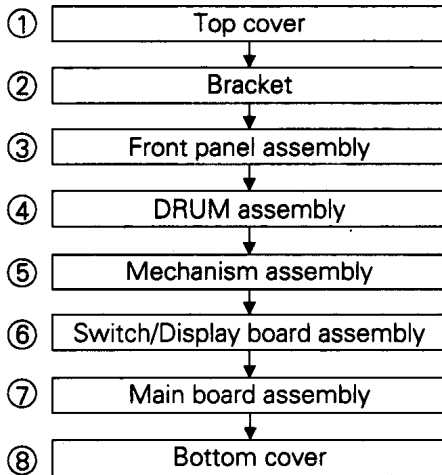 ① Top cover
② Bracket
③ Front panel assembly
④ DRUM assembly
⑤ Mechanism assembly
⑥ Switch/Display board assembly
⑦ Main board assembly
⑧ Bottom cover